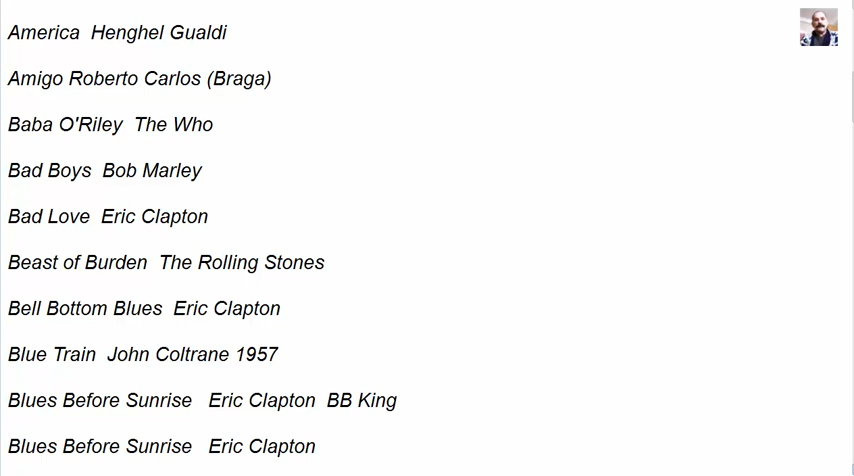 America  Henghel Gualdi
Amigo Roberto Carlos (Braga)
Baba O'Riley  The Who
Bad Boys  Bob Marley
Bad Love  Eric Clapton
Beast of Burden  The Rolling Stones
Bell Bottom Blues  Eric Clapton
Blue Train  John Coltrane 1957
Blues Before Sunrise   Eric Clapton  BB King
Blues Before Sunrise   Eric Clapton